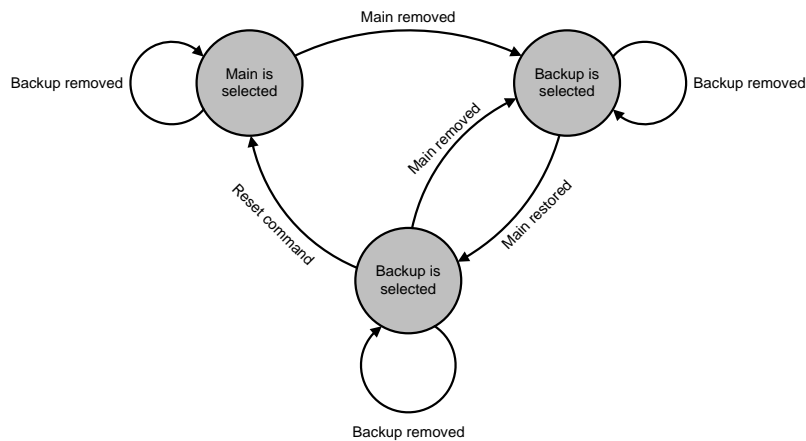 Main removed
Backup removed
Main is
selected
Backup is
selected
Backup removed
Main removed
Main restored
Reset command
Backup is
selected
Backup removed